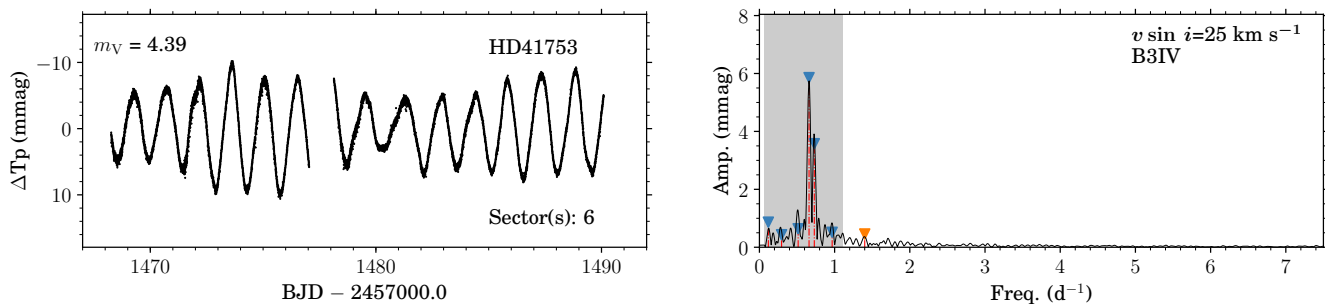 m_V = 4.39
HD41753
Sector(s): 6
−10
0
10
ΔTp (mmag)
1470
1480
1490
BJD − 2457000.0
v sin i=25 km s⁻¹
B3IV
8
6
4
2
0
Amp. (mmag)
0 1 2 3 4 5 6 7
Freq. (d⁻¹)